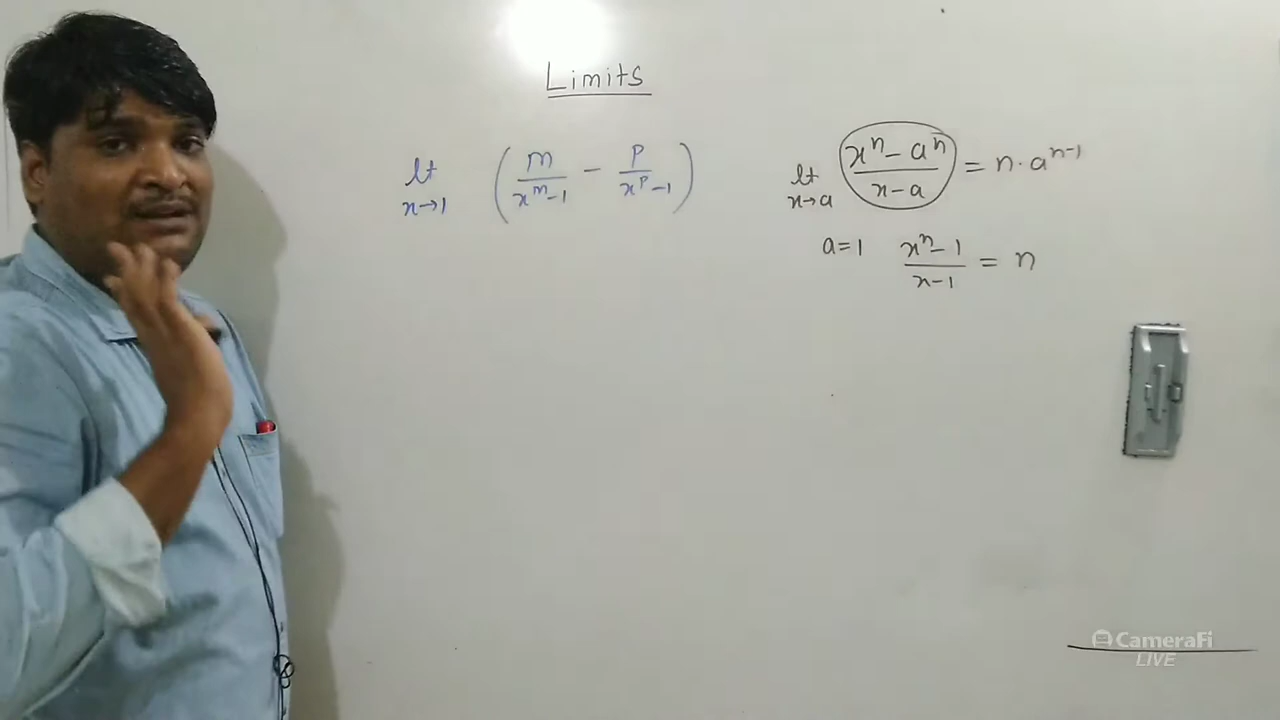 Limits
lt x→1 (m/(x^m-1) - p/(x^p-1))
lt x→a (x^n - a^n)/(x-a) = n·a^(n-1)
a=1 (x^n-1)/(x-1) = n
CameraFi
LIVE